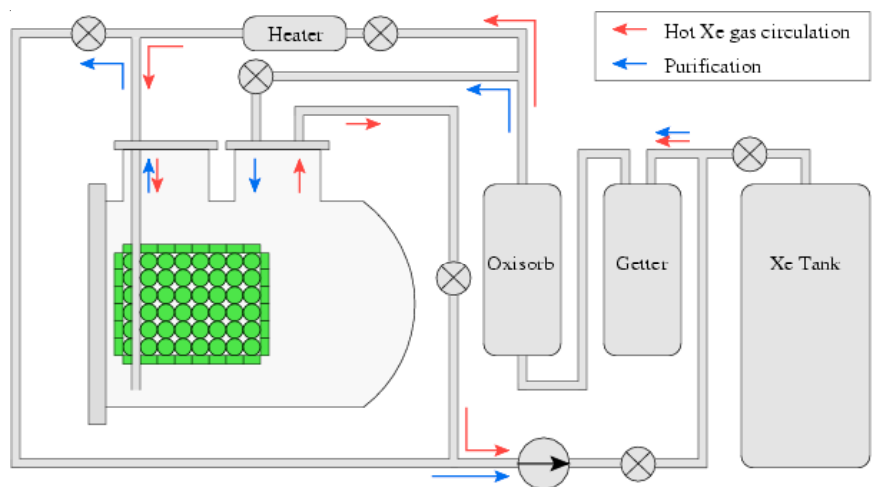 Heater
Hot Xe gas circulation
Purification
Oxisorb
Getter
Xe Tank